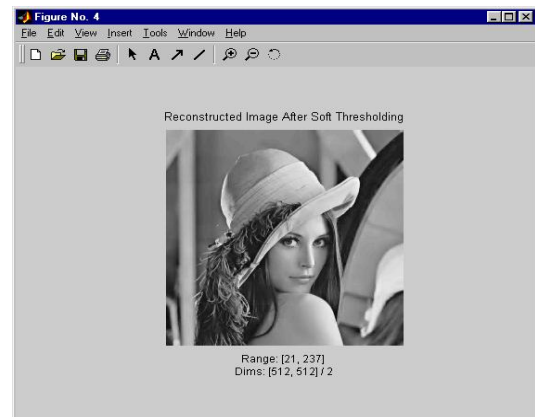 Figure No. 4
File Edit View Insert Tools Window Help
A
Reconstructed Image After Soft Thresholding
Range: [21, 237]
Dims: [512, 512] / 2